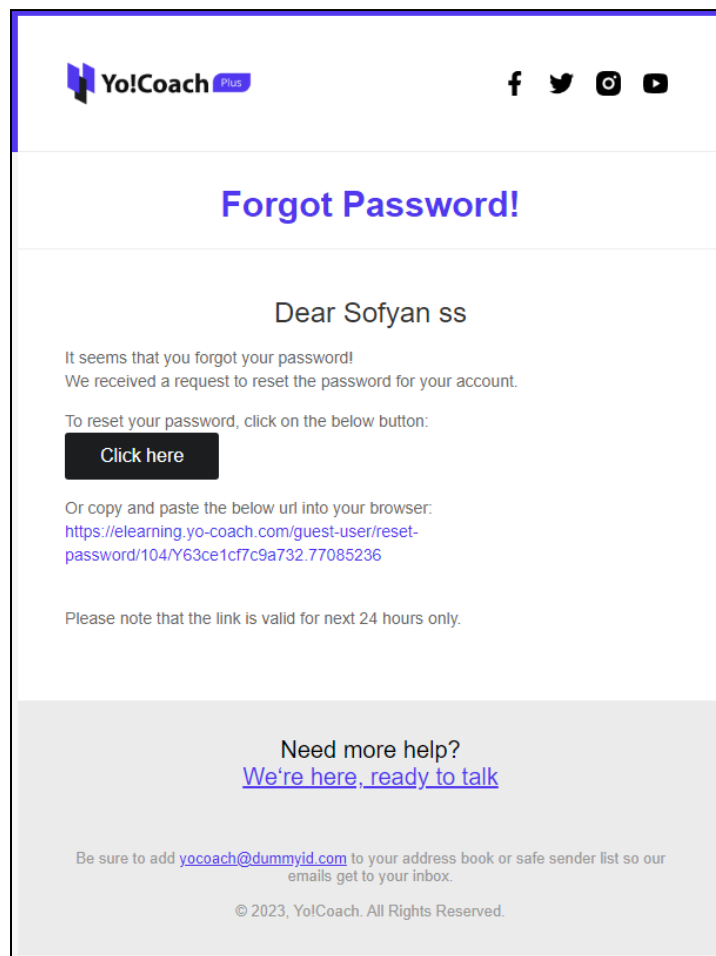 Yo!Coach Plus
Forgot Password!
Dear Sofyan ss
It seems that you forgot your password!
We received a request to reset the password for your account.
To reset your password, click on the below button:
Click here
Or copy and paste the below url into your browser:
https://elearning.yo-coach.com/guest-user/reset-
password/104/Y63ce1cf7c9a732.77085236
Please note that the link is valid for next 24 hours only.
Need more help?
We're here, ready to talk
Be sure to add yocoach@dummyid.com to your address book or safe sender list so our
emails get to your inbox.
© 2023, Yo!Coach. All Rights Reserved.